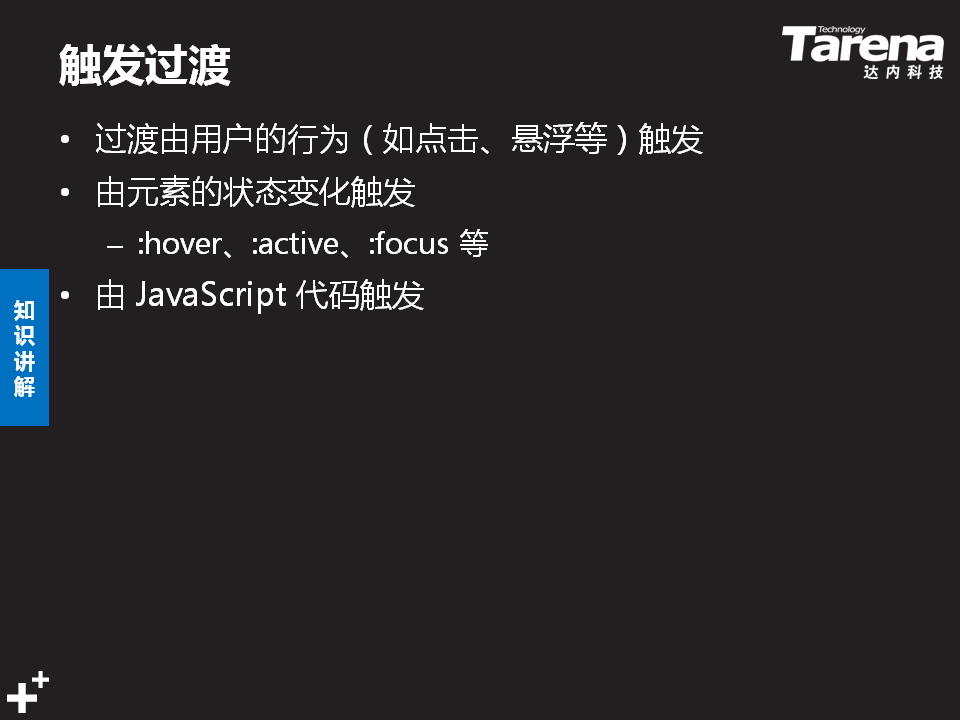 触发过渡
Technology
Tarena
达内科技
• 过渡由用户的行为（如点击、悬浮等）触发
• 由元素的状态变化触发
– :hover、:active、:focus 等
• 由 JavaScript 代码触发
知识讲解